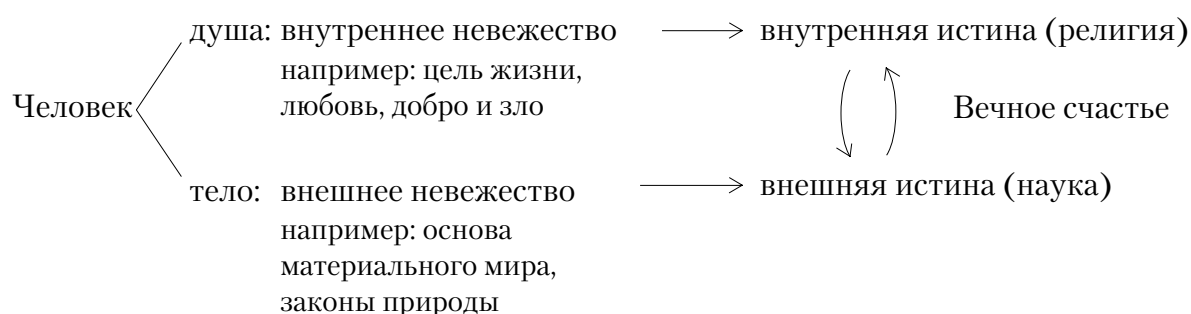 душа: внутреннее невежество
внутренняя истина (религия)
например: цель жизни,
любовь, добро и зло
Человек
Вечное счастье
тело: внешнее невежество
внешняя истина (наука)
например: основа
материального мира,
законы природы